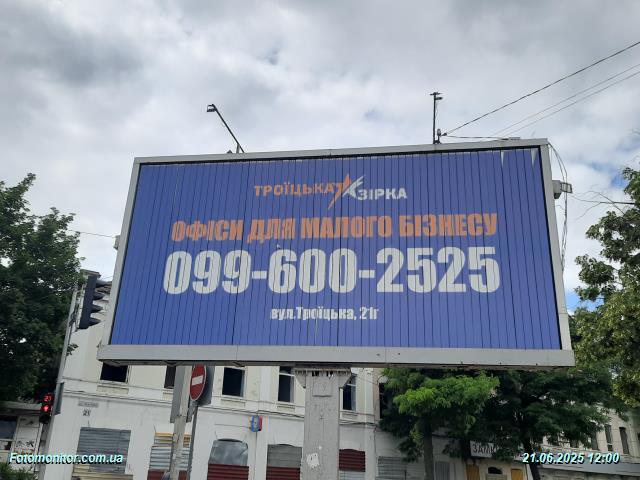 ТРОЇЦЬКА ЗІРКА
ОФІСИ ДЛЯ МАЛОГО БІЗНЕСУ
099-600-2525
вул.Троїцька, 21г
21
Fotomonitor.com.ua
21.06.2025 12:00